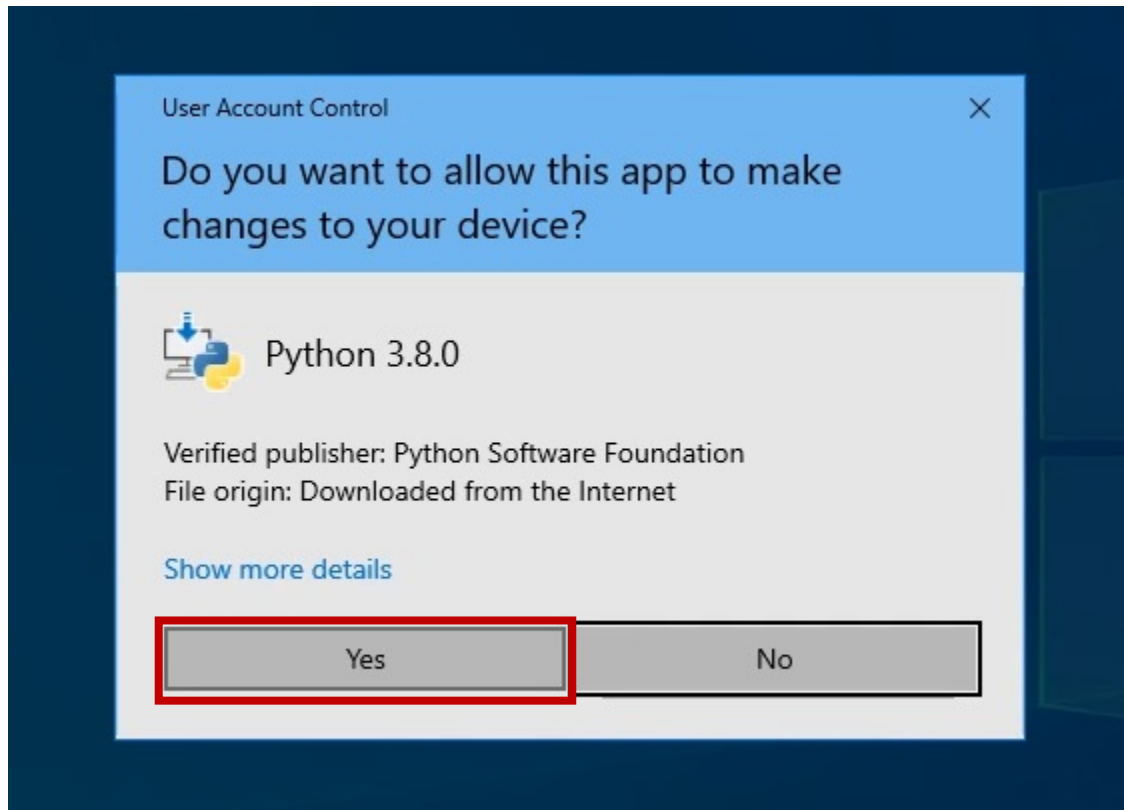 User Account Control
Do you want to allow this app to make
changes to your device?
Python 3.8.0
Verified publisher: Python Software Foundation
File origin: Downloaded from the Internet
Show more details
Yes No